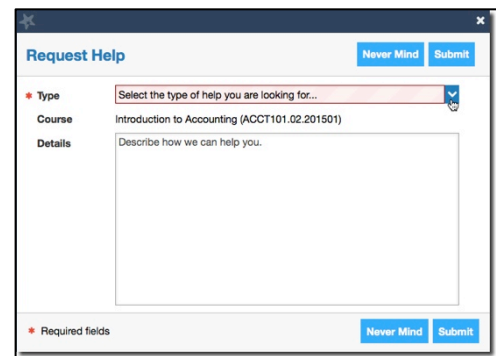 ×
Request Help
Never Mind Submit
* Type Select the type of help you are looking for...
Course Introduction to Accounting (ACCT101.02.201501)
Details Describe how we can help you.
* Required fields Never Mind Submit